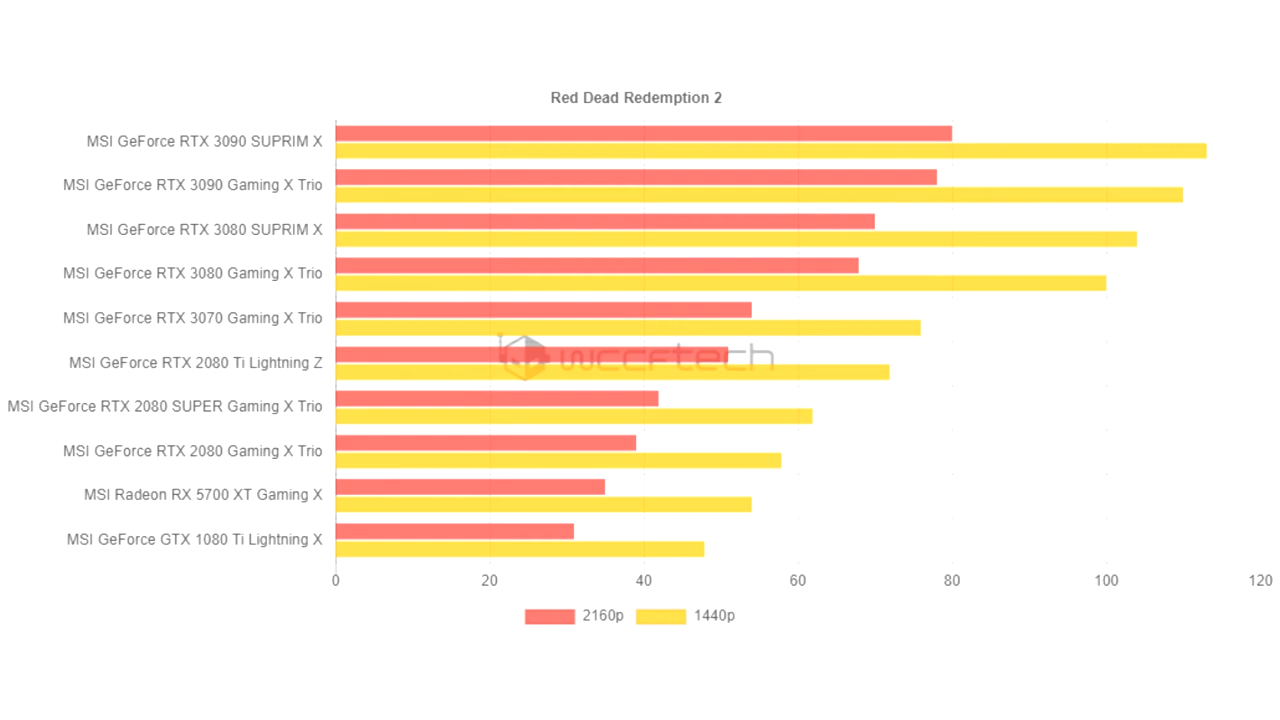 Red Dead Redemption 2
MSI GeForce RTX 3090 SUPRIM X
MSI GeForce RTX 3090 Gaming X Trio
MSI GeForce RTX 3080 SUPRIM X
MSI GeForce RTX 3080 Gaming X Trio
MSI GeForce RTX 3070 Gaming X Trio
wccftech
MSI GeForce RTX 2080 Ti Lightning Z
MSI GeForce RTX 2080 SUPER Gaming X Trio
MSI GeForce RTX 2080 Gaming X Trio
MSI Radeon RX 5700 XT Gaming X
MSI GeForce GTX 1080 Ti Lightning X
0 20 40 60 80 100 120
2160p 1440p